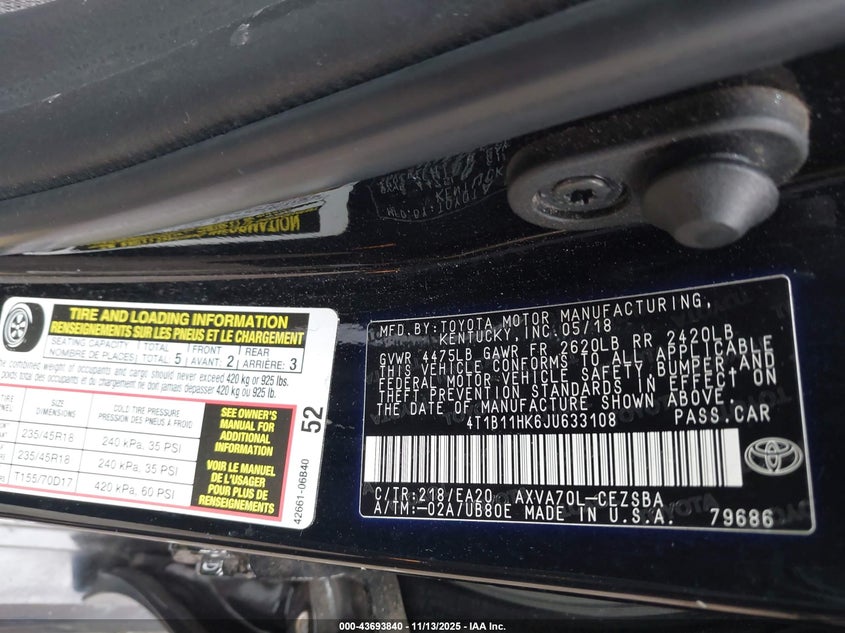 TIRE AND LOADING INFORMATION
RENSEIGNEMENTS SUR LES PNEUS ET LE CHARGEMENT
SEATING CAPACITY TOTAL FRONT REAR
NOMBRE DE PLACES TOTAL 5 AVANT: 2 ARRIÈRE: 3
The combined weight of occupants and cargo should never exceed 420 kg or 925 lbs.
poids total des occupants et du chargement ne doit jamais dépasser 420 kg or 925 lb.
SIZE
DIMENSIONS
COLD TIRE PRESSURE
PRESSION DES PNEUS À FROID
235/45R18 240 kPa, 35 PSI
235/45R18 240 kPa, 35 PSI
T155/70D17 420 kPa, 60 PSI
SEE OWNER'S
MANUAL FOR
ADDITIONAL
INFORMATION
VOIR LE MANUEL
DE L'USAGER
POUR PLUS DE
RENSEIGNEMENTS
52
42661-06B40
MFD.BY:TOYOTA MOTOR MANUFACTURING,
KENTUCKY, INC.05/18
GVWR 4475LB GAWR FR 2620LB RR 2420LB
THIS VEHICLE CONFORMS TO ALL APPLICABLE
FEDERAL MOTOR VEHICLE SAFETY,BUMPER,AND
THEFT PREVENTION STANDARDS IN EFFECT ON
THE DATE OF MANUFACTURE SHOWN ABOVE.
4T1B11HK6JU633108 PASS.CAR
C/TR:218/EA20 AXVA70L-CEZSBA
A/TM:-02A/UB80E MADE IN U.S.A. 79686
TOYOTA
000-43693840 - 11/13/2025 - IAA Inc.